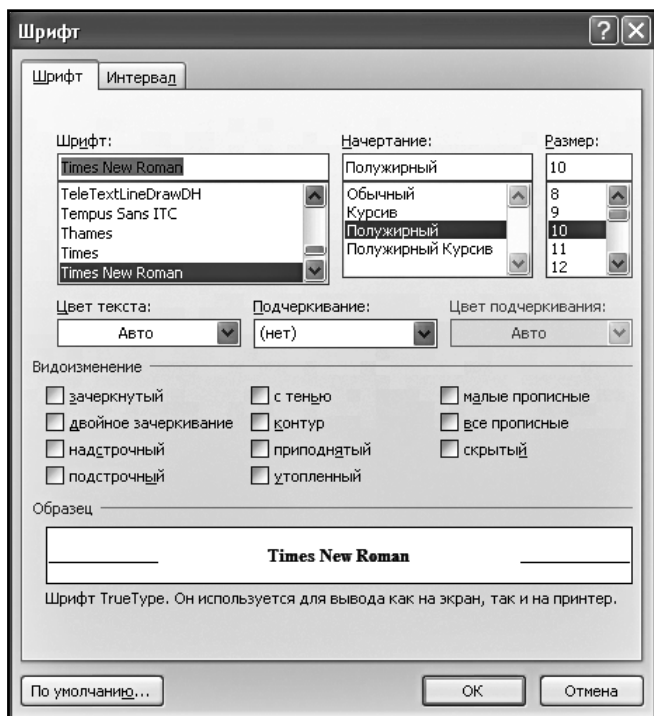 Шрифт
Шрифт Интервал
Шрифт: Начертание: Размер:
Times New Roman Полужирный 10
TeleTextLineDrawDH Обычный 8
Tempus Sans ITC Курсив 9
Thames Полужирный 10
Times Полужирный Курсив 11
Times New Roman 12
Цвет текста: Подчеркивание: Цвет подчеркивания:
Авто (нет) Авто
Видоизменение
зачеркнутый с тенью малые прописные
двойное зачеркивание контур все прописные
надстрочный приподнятый скрытый
подстрочный утопленный
Образец
Times New Roman
Шрифт TrueType. Он используется для вывода как на экран, так и на принтер.
По умолчанию... ОК Отмена